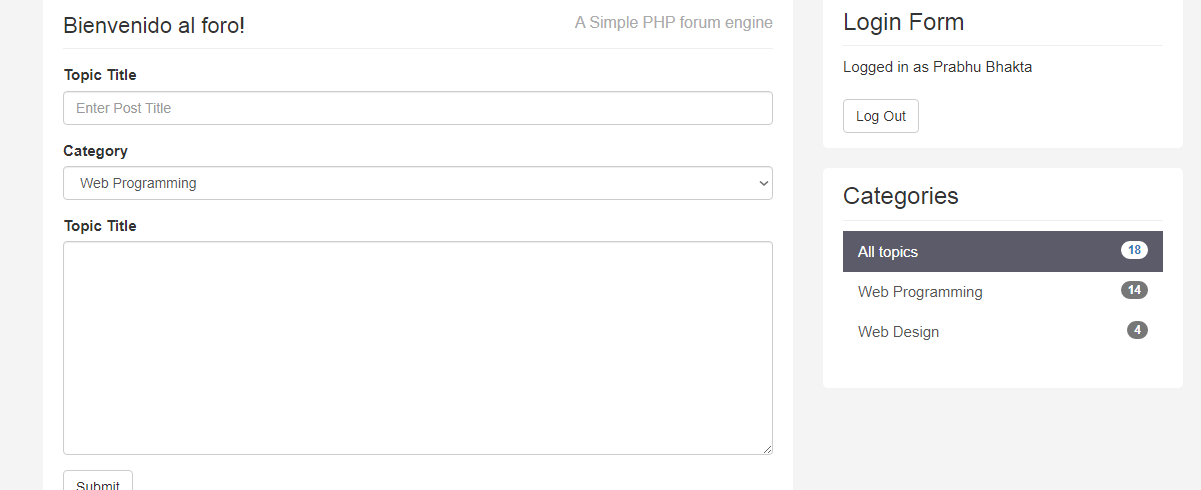 Bienvenido al foro!
A Simple PHP forum engine
Topic Title
Enter Post Title
Category
Web Programming
Topic Title
Submit
Login Form
Logged in as Prabhu Bhakta
Log Out
Categories
All topics 18
Web Programming 14
Web Design 4